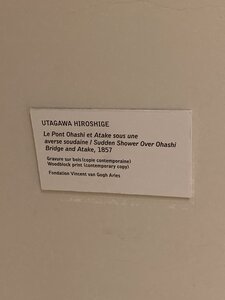 UTAGAWA HIROSHIGE
Le Pont Ohashi et Atake sous une
averse soudaine / Sudden Shower Over Ohashi
Bridge and Atake, 1857
Gravure sur bois (copie contemporaine)
Woodblock print (contemporary copy)
Fondation Vincent van Gogh Arles